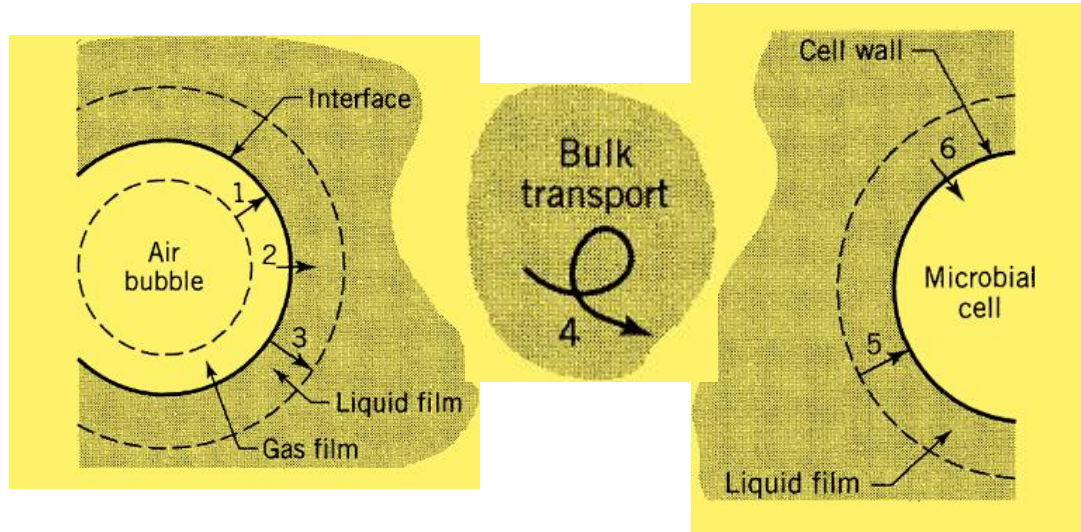 Interface
1
Air
bubble
2
3
Liquid film
Gas film
Bulk
transport
4
Cell wall
6
Microbial
cell
5
Liquid film